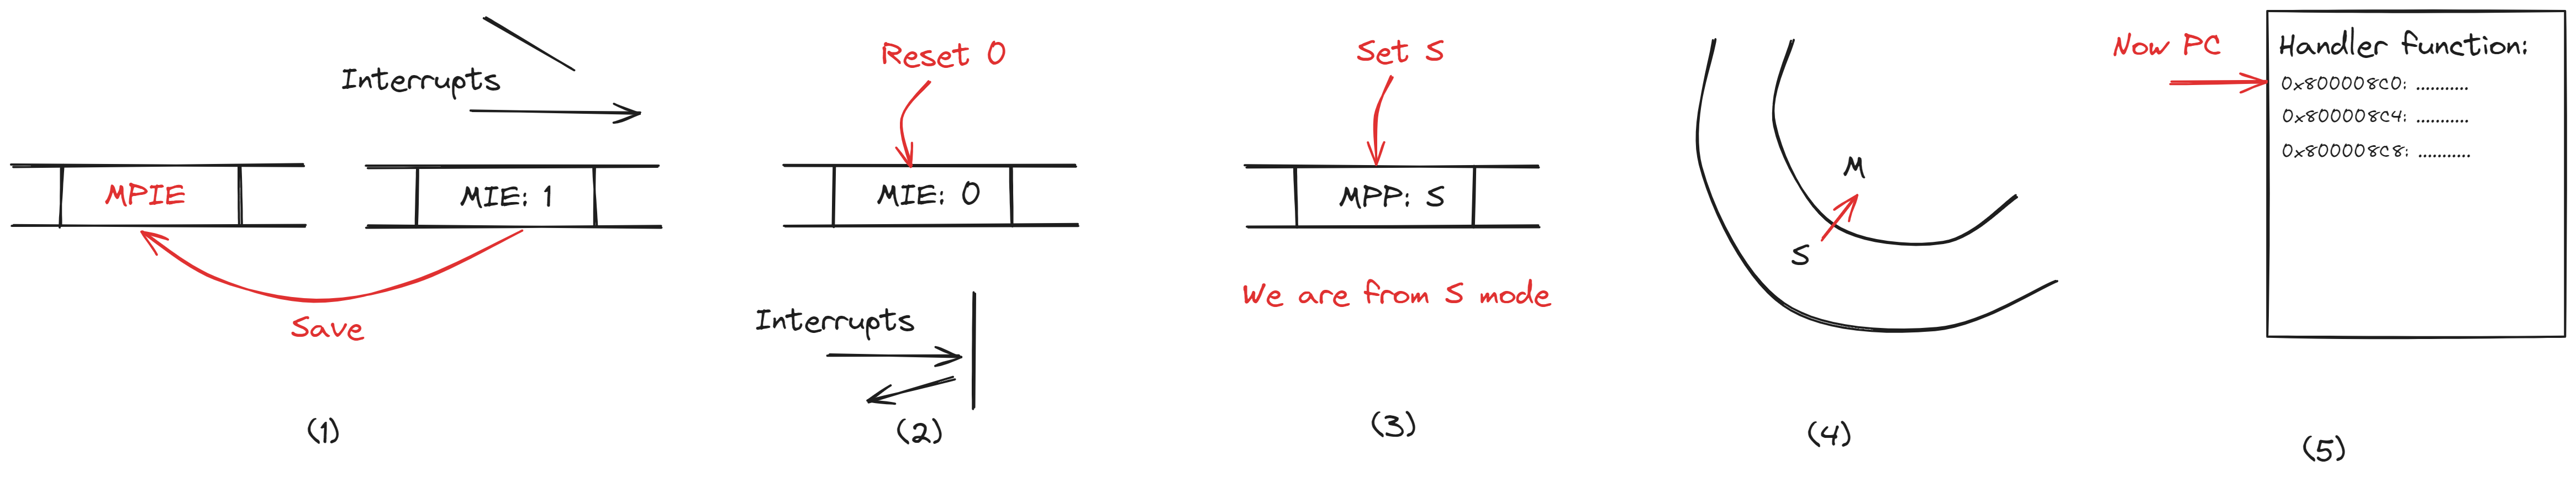 Interrupts
MPIE
MIE: 1
Save
(1)
Reset 0
MIE: 0
Interrupts
(2)
Set S
MPP: S
We are from S mode
(3)
M
S
(4)
Now PC
Handler function:
0x800008C0: ...........
0x800008C4: ...........
0x800008C8: ...........
(5)